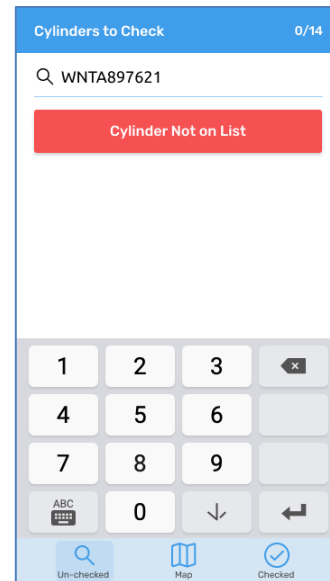 Cylinders to Check 0/14
WNTA897621
Cylinder Not on List
1 2 3
4 5 6
7 8 9
ABC 0
Un-checked Map Checked